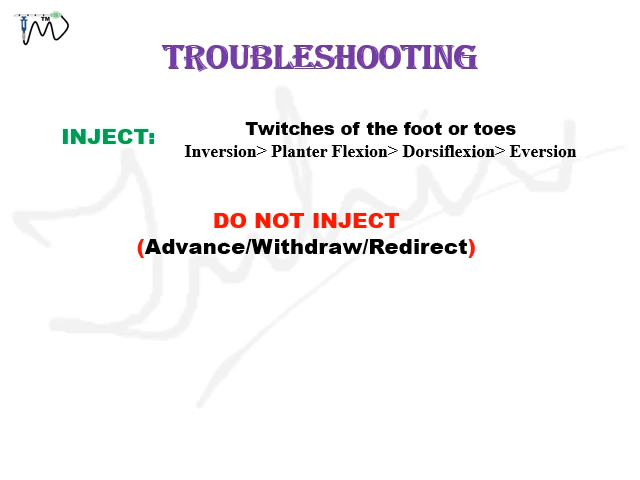 TM
TROUBLESHOOTING
INJECT:
Twitches of the foot or toes
Inversion> Planter Flexion> Dorsiflexion> Eversion
DO NOT INJECT
(Advance/Withdraw/Redirect)